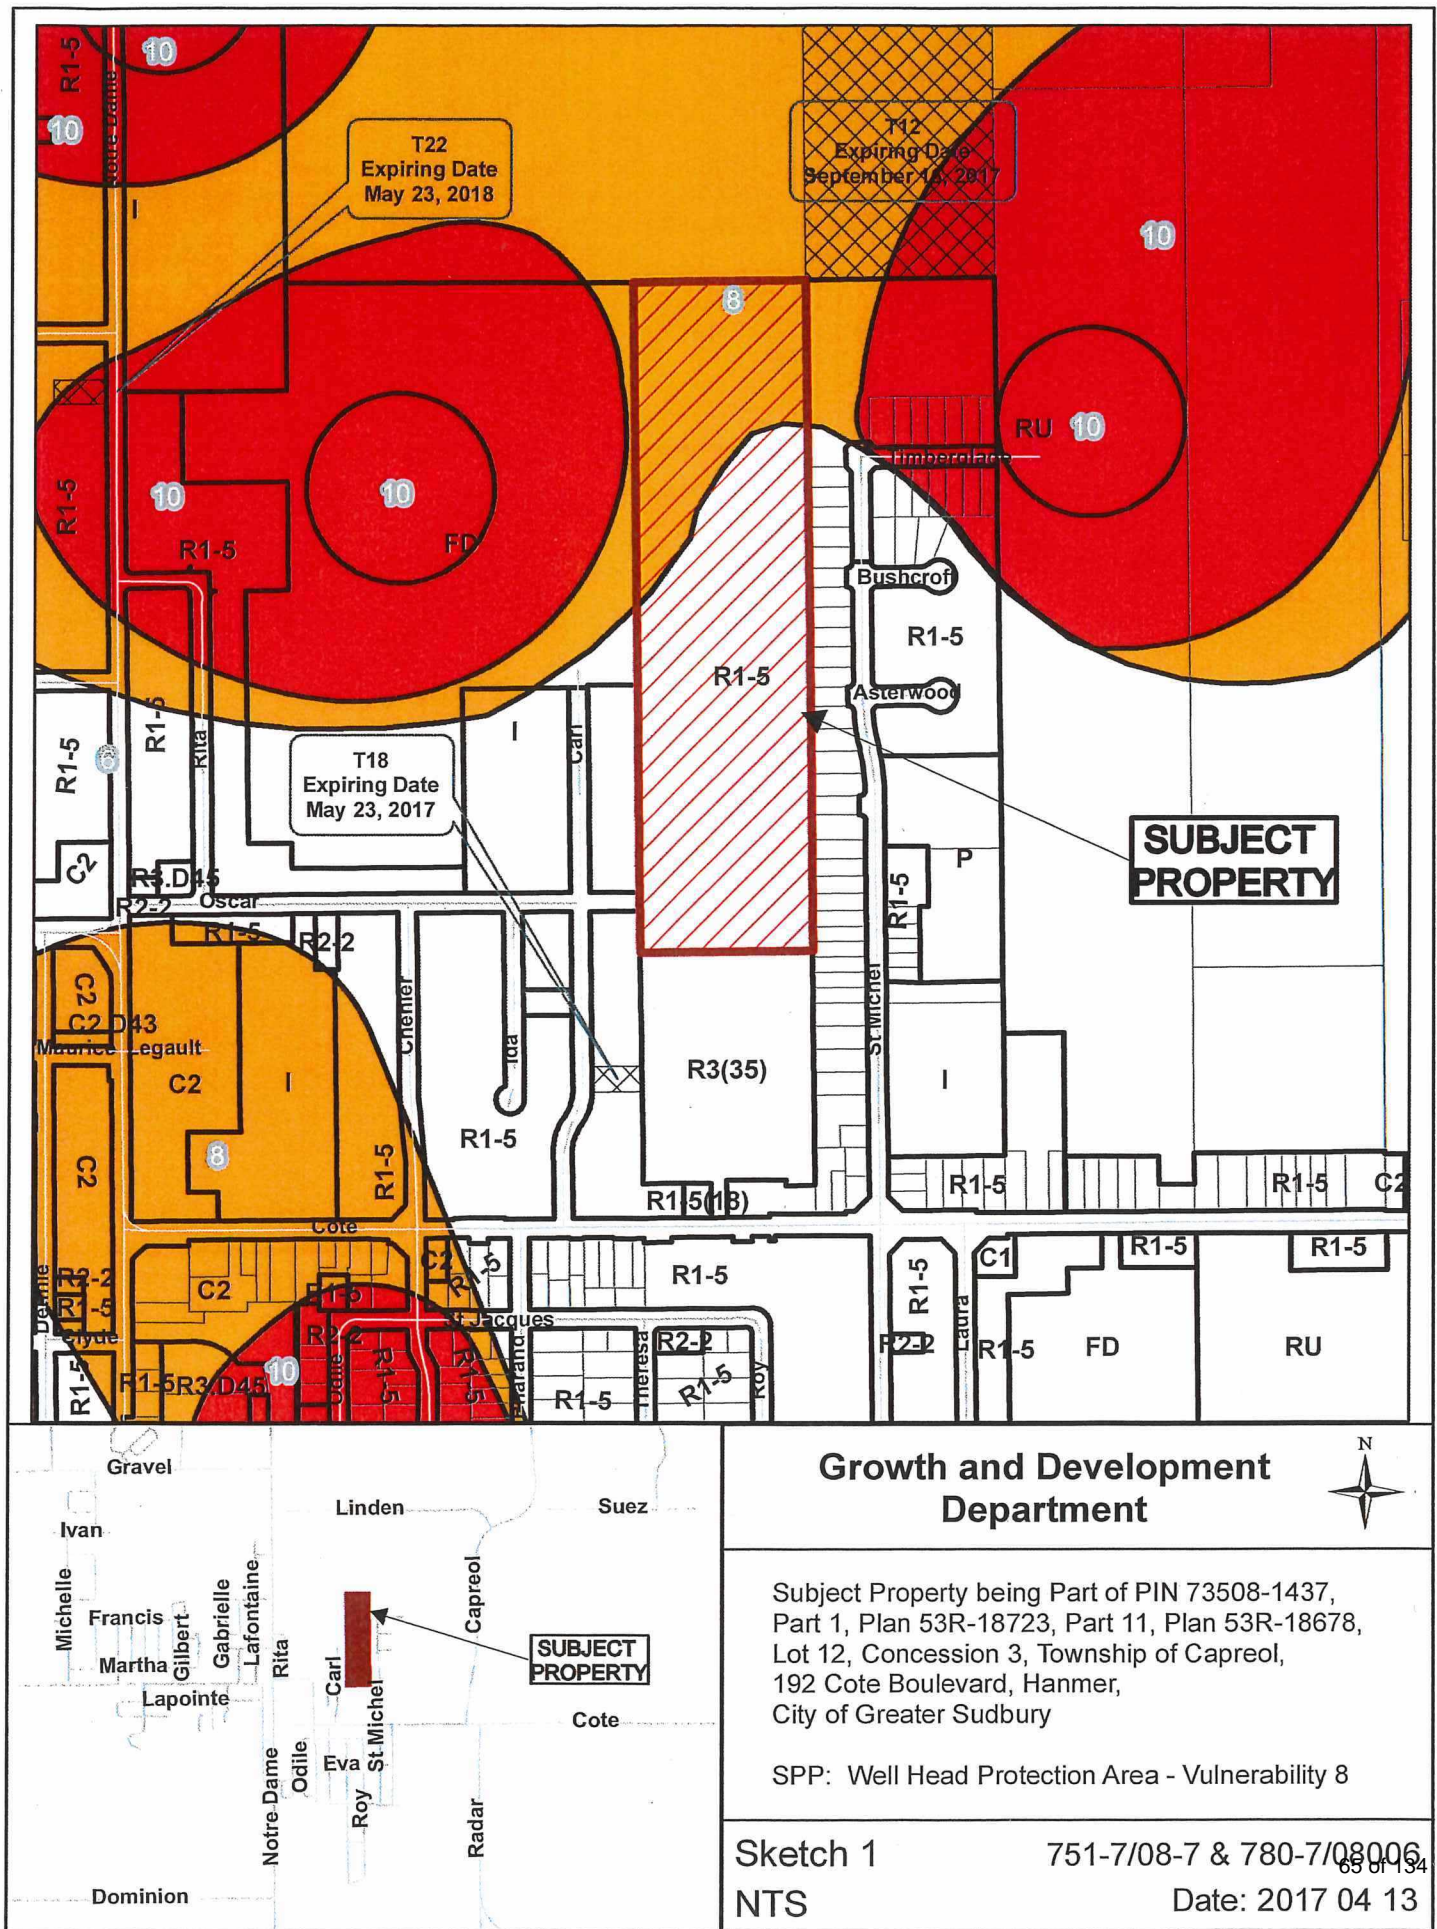 R1-5
10
10
Notre Dame
I
T22
Expiring Date
May 23, 2018
T12
Expiring Date
September 18, 2017
10
8
R1-5
10
R1-5
10
FD
RU
10
Timberglade
Bushcroft
R1-5
R1-5
Asterwood
R1-5
8
R1-5
Rita
I
Carl
T18
Expiring Date
May 23, 2017
SUBJECT
PROPERTY
C2
R3.D45
R2-2
Oscar
R1-5
R2-2
P
R1-5
C2
C2.D43
Maurice Legault
C2
I
Chenier
Ida
St Michel
R3(35)
I
8
C2
R1-5
R1-5
R1-5(18)
R1-5
R1-5
C2
Cote
C2
C2
R1-5
R1-5
R1-5
C1
R1-5
R1-5
R2-2
R1-5
Dennie
Clyde
R1-5
St Jacques
R2-2
R1-5
R1-5R3.D45
10
Odile
R1-5
R1-5
Pharand
R1-5
Theresa
R2-2
R1-5
Roy
R2-2
Laura
R1-5
FD
RU
Gravel
Linden
Suez
Ivan
Michelle
Francis
Gilbert
Gabrielle
Lafontaine
Rita
Martha
Lapointe
Carl
St Michel
Capreol
SUBJECT
PROPERTY
Cote
Notre Dame
Odile
Eva
Roy
Radar
Dominion
Growth and Development
Department
N
Subject Property being Part of PIN 73508-1437,
Part 1, Plan 53R-18723, Part 11, Plan 53R-18678,
Lot 12, Concession 3, Township of Capreol,
192 Cote Boulevard, Hanmer,
City of Greater Sudbury
SPP: Well Head Protection Area - Vulnerability 8
Sketch 1
751-7/08-7 & 780-7/08006
65 of 134
NTS
Date: 2017 04 13